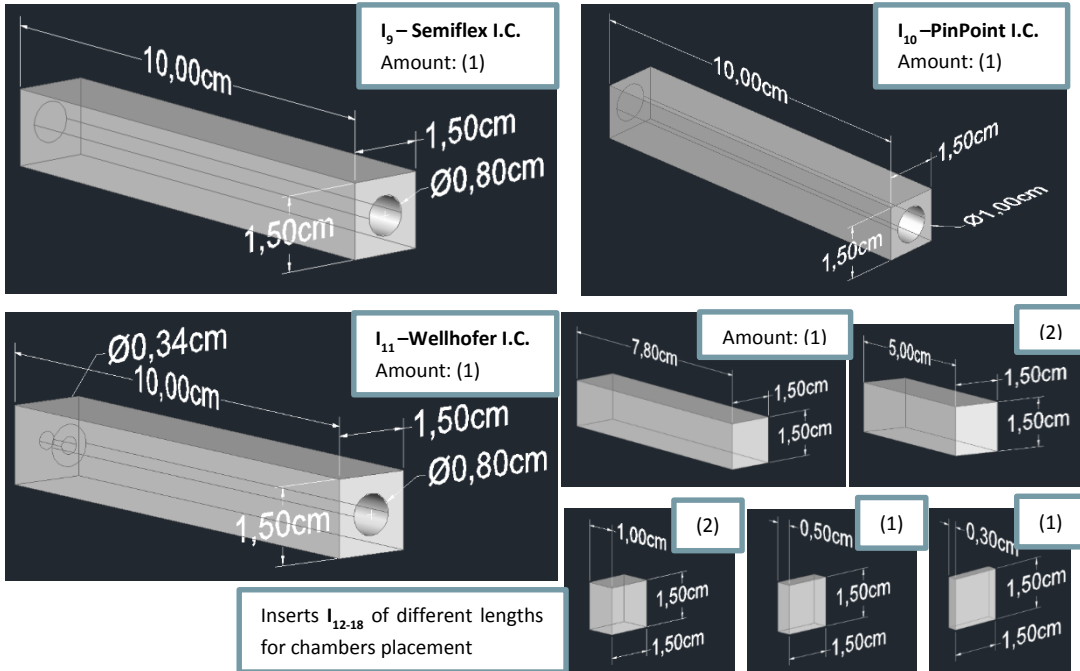 I9 – Semiflex I.C.
Amount: (1)
10,00cm
1,50cm
Ø0,80cm
1,50cm
I10 –PinPoint I.C.
Amount: (1)
10,00cm
1,50cm
Ø1,00cm
1,50cm
I11 –Wellhofer I.C.
Amount: (1)
Ø0,34cm
10,00cm
1,50cm
Ø0,80cm
1,50cm
Amount: (1)
7,80cm
1,50cm
1,50cm
(2)
5,00cm
1,50cm
1,50cm
(2)
1,00cm
1,50cm
1,50cm
(1)
0,50cm
1,50cm
1,50cm
(1)
0,30cm
1,50cm
1,50cm
Inserts I12-18 of different lengths
for chambers placement